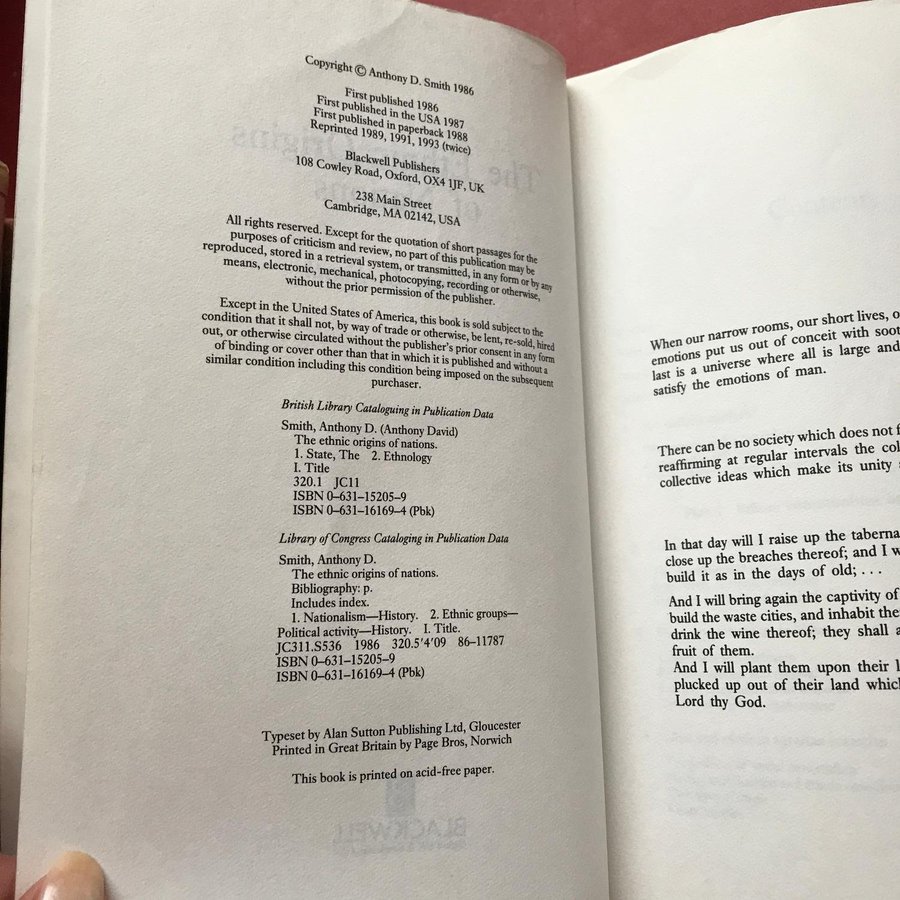 Copyright © Anthony D. Smith 1986
First published 1986
First published in the USA 1987
First published in paperback 1988
Reprinted 1989, 1991, 1993 (twice)
Blackwell Publishers
108 Cowley Road, Oxford, OX4 1JF, UK
238 Main Street
Cambridge, MA 02142, USA
All rights reserved. Except for the quotation of short passages for the
purposes of criticism and review, no part of this publication may be
reproduced, stored in a retrieval system, or transmitted, in any form or by any
means, electronic, mechanical, photocopying, recording or otherwise,
without the prior permission of the publisher.
Except in the United States of America, this book is sold subject to the
condition that it shall not, by way of trade or otherwise, be lent, re-sold, hired
out, or otherwise circulated without the publisher's prior consent in any form
of binding or cover other than that in which it is published and without a
similar condition including this condition being imposed on the subsequent
purchaser.
British Library Cataloguing in Publication Data
Smith, Anthony D. (Anthony David)
The ethnic origins of nations.
1. State, The 2. Ethnology
I. Title
320.1 JC11
ISBN 0–631–15205–9
ISBN 0–631–16169–4 (Pbk)
Library of Congress Cataloging in Publication Data
Smith, Anthony D.
The ethnic origins of nations.
Bibliography: p.
Includes index.
1. Nationalism—History. 2. Ethnic groups—
Political activity—History. I. Title.
JC311.S536 1986 320.5'4'09 86–11787
ISBN 0–631–15205–9
ISBN 0–631–16169–4 (Pbk)
Typeset by Alan Sutton Publishing Ltd, Gloucester
Printed in Great Britain by Page Bros, Norwich
This book is printed on acid-free paper.
When our narrow rooms, our short lives,
emotions put us out of conceit with
last is a universe where all is large and
satisfy the emotions of man.
There can be no society which does not
reaffirming at regular intervals the
collective ideas which make its unity
In that day will I raise up the
close up the breaches thereof; and I
build it as in the days of old; . . .
And I will bring again the captivity of
build the waste cities, and inhabit
drink the wine thereof; they shall
fruit of them.
And I will plant them upon their
plucked up out of their land
Lord thy God.